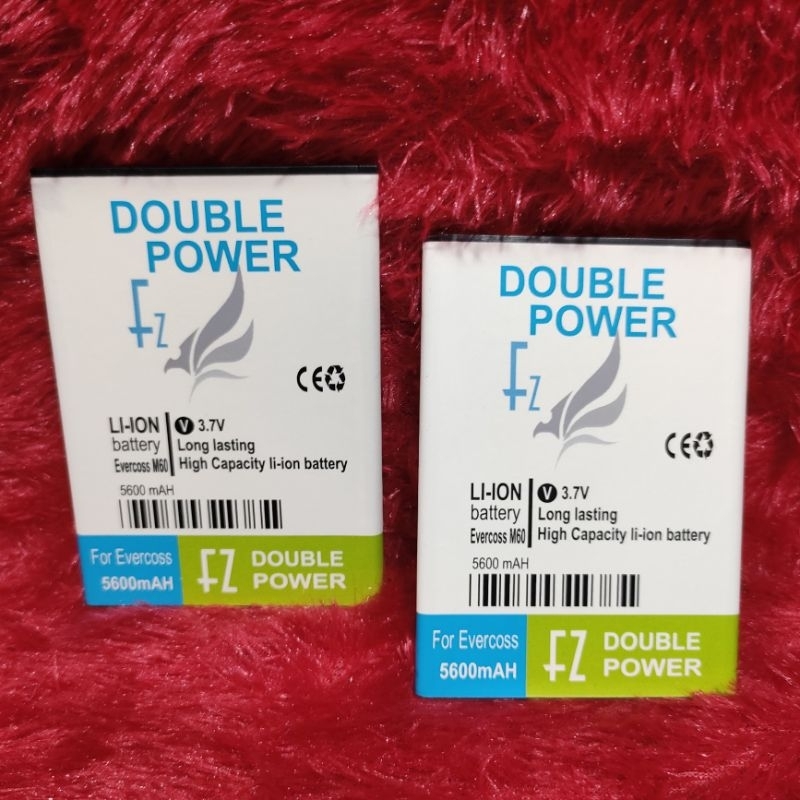 DOUBLE
POWER
FZ
CE
LI-ION
battery
Evercoss M60
V 3.7V
Long lasting
High Capacity li-ion battery
5600 mAH
For Evercoss
5600mAH
FZ
DOUBLE
POWER
DOUBLE
POWER
FZ
CE
LI-ION
battery
Evercoss M60
V 3.7V
Long lasting
High Capacity li-ion battery
5600 mAH
For Evercoss
5600mAH
FZ
DOUBLE
POWER